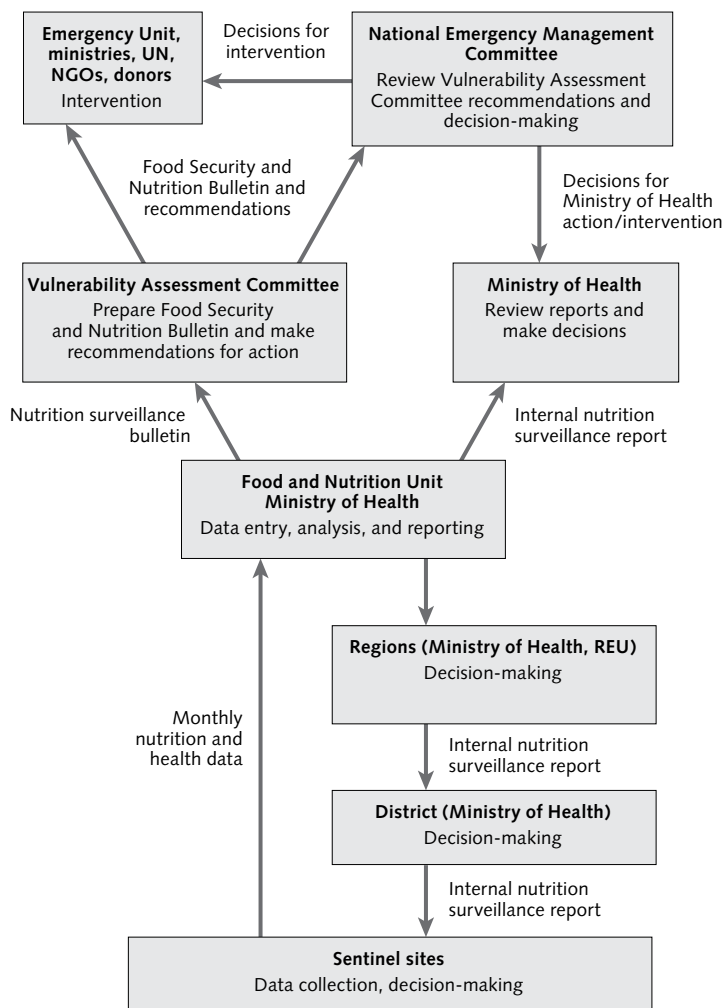 Emergency Unit,
ministries, UN,
NGOs, donors
Intervention
Decisions for
intervention
National Emergency Management
Committee
Review Vulnerability Assessment
Committee recommendations and
decision-making
Food Security and
Nutrition Bulletin and
recommendations
Decisions for
Ministry of Health
action/intervention
Vulnerability Assessment Committee
Prepare Food Security
and Nutrition Bulletin and make
recommendations for action
Ministry of Health
Review reports and
make decisions
Nutrition surveillance
bulletin
Internal nutrition
surveillance report
Food and Nutrition Unit
Ministry of Health
Data entry, analysis, and reporting
Regions (Ministry of Health, REU)
Decision-making
Monthly
nutrition and
health data
Internal nutrition
surveillance report
District (Ministry of Health)
Decision-making
Internal nutrition
surveillance report
Sentinel sites
Data collection, decision-making